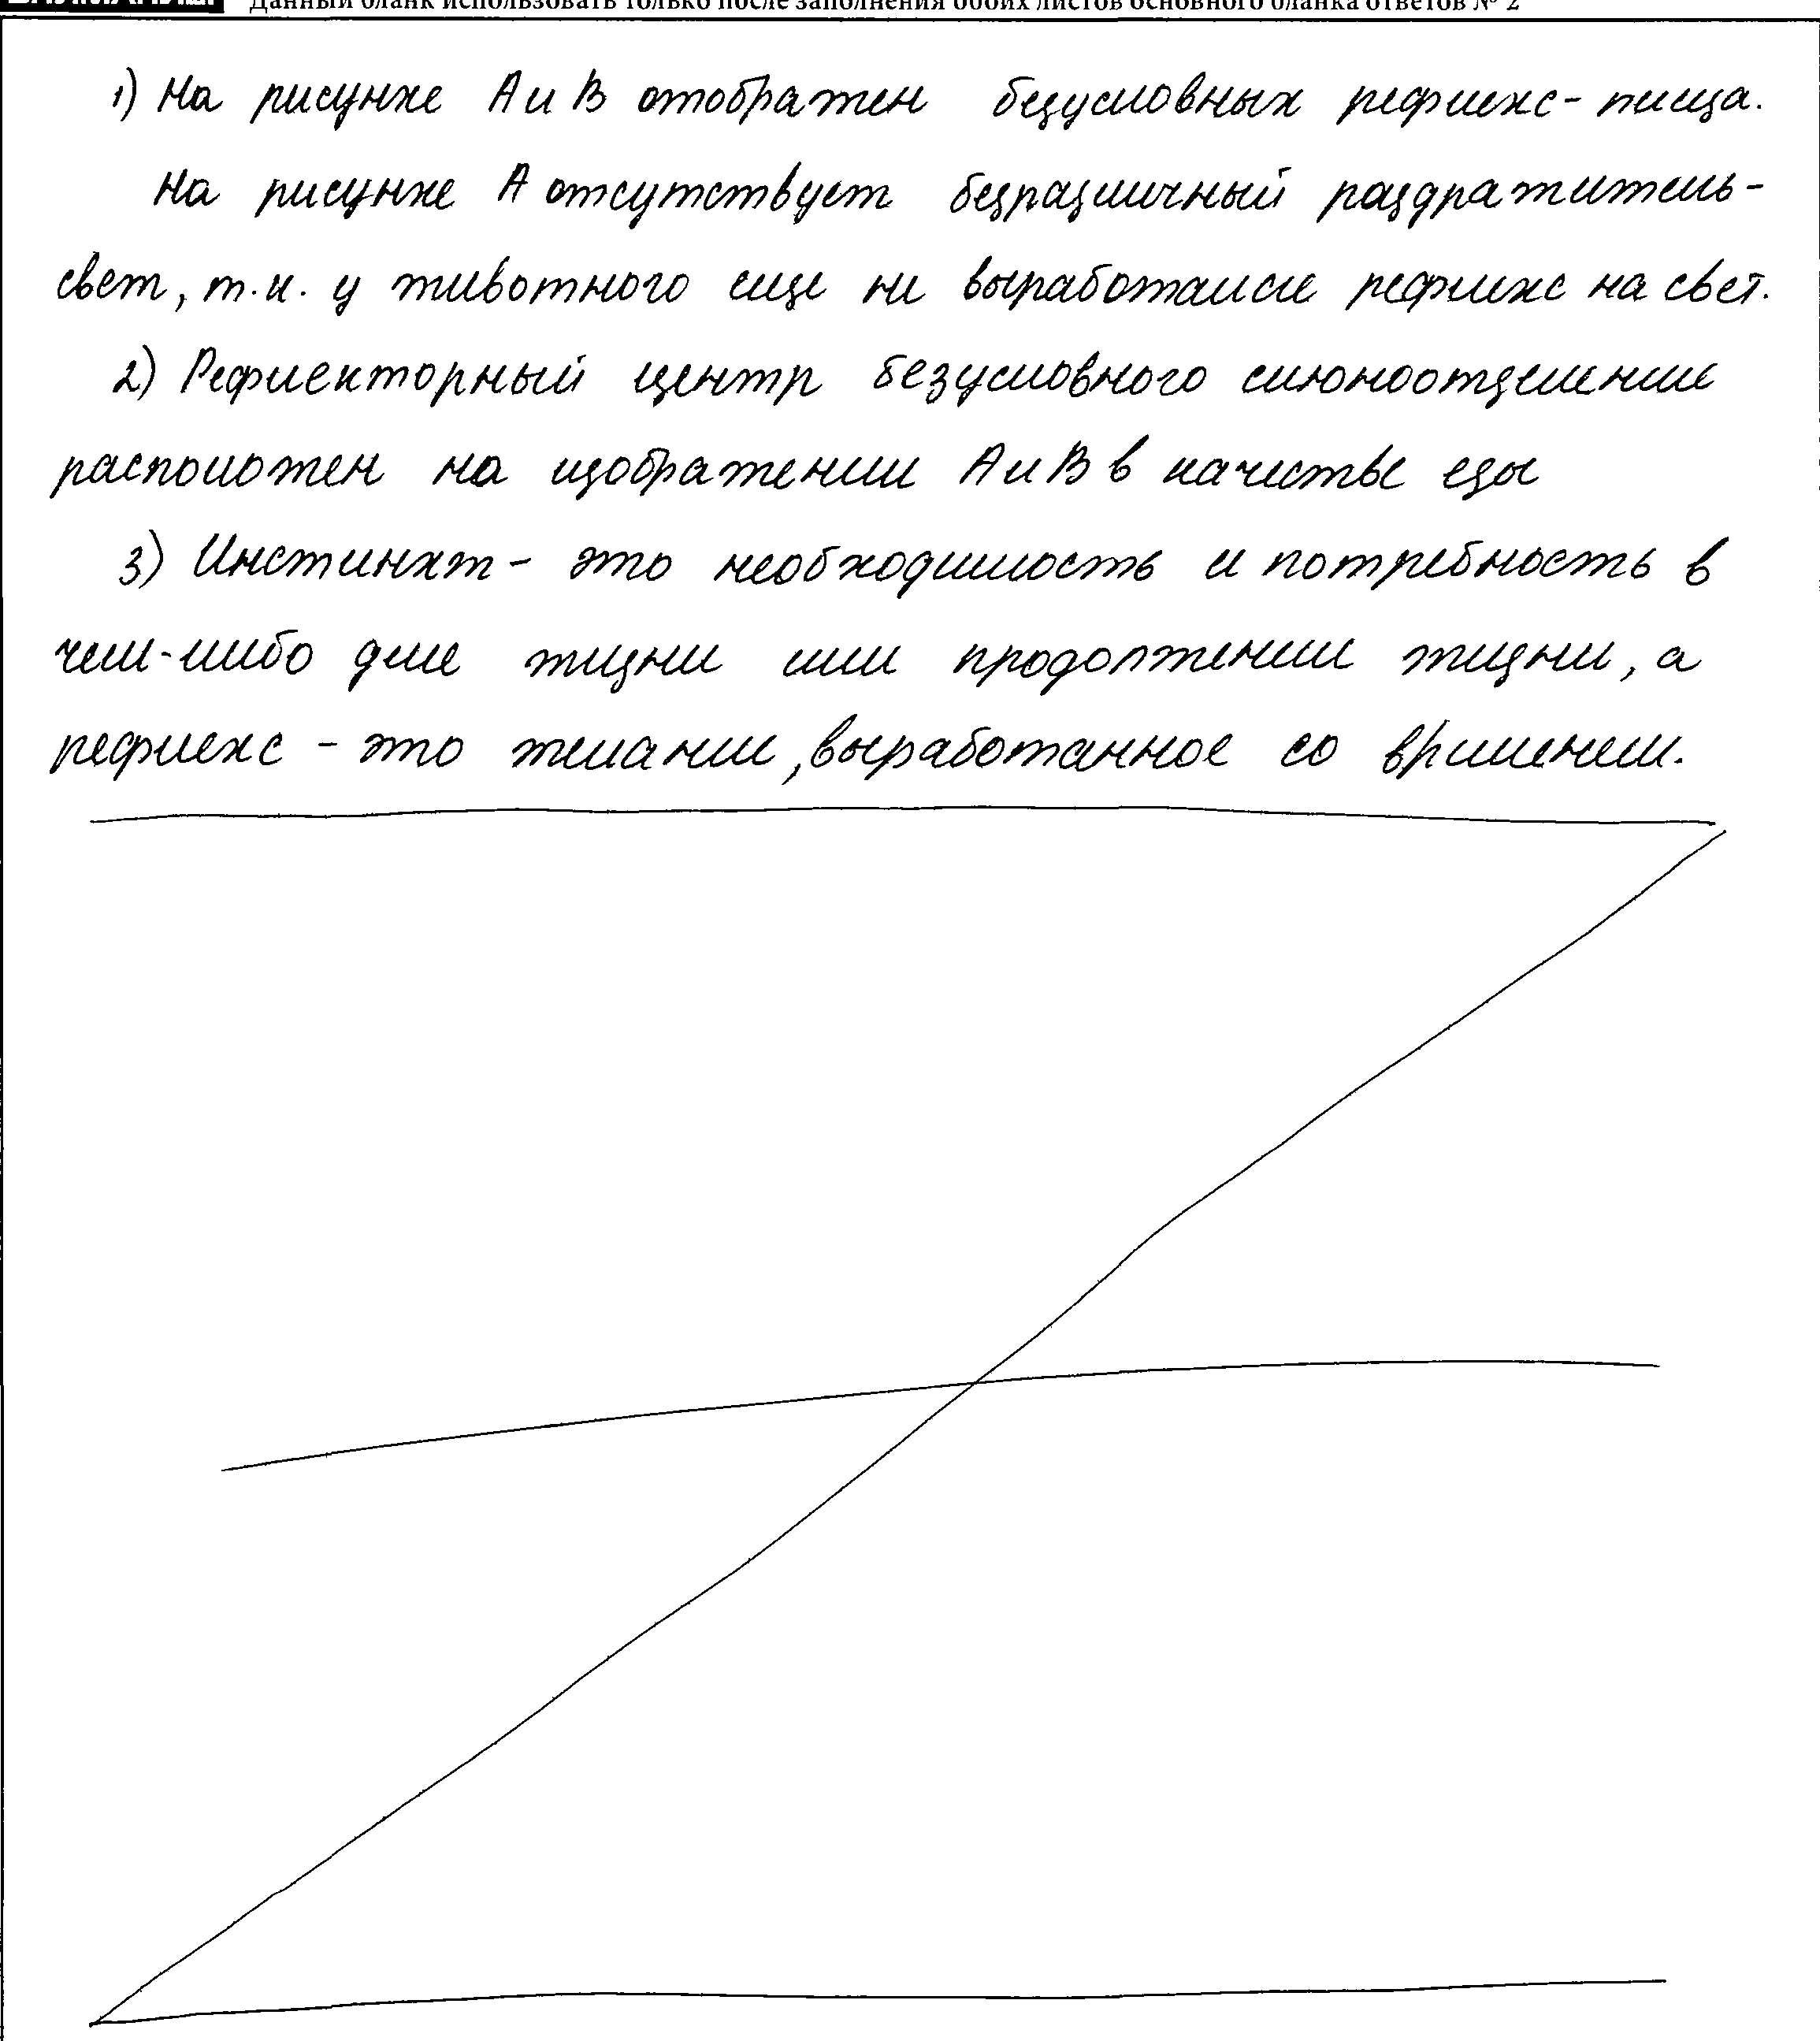 Данный бланк использовать только после заполнения обоих листов основного бланка ответов № 2
1) На рисунке А и В отображен безусловных рефлекс - пища.
На рисунке А отсутствует безразличный раздражитель -
свет, т.к. у животного еще не выработался рефлекс на свет.
2) Рефлекторный центр безусловного слюноотделения
расположен на изображении А и В в качестве еды
3) Инстинкт - это необходимость и потребность в
чем-либо для жизни или продолжении жизни, а
рефлекс - это желание, выработанное со временем.